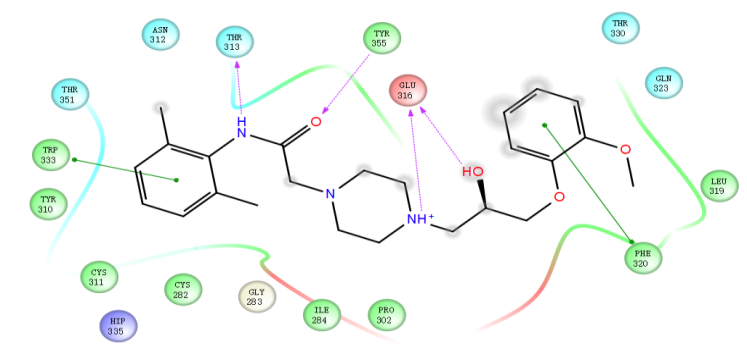 ASN
312
THR
313
TYR
355
THR
330
GLU
316
GLN
323
THR
351
H
N
O
TRP
333
HO
O
LEU
319
TYR
310
N
NH+
O
PHE
320
CYS
311
CYS
282
GLY
283
ILE
284
PRO
302
HIP
335